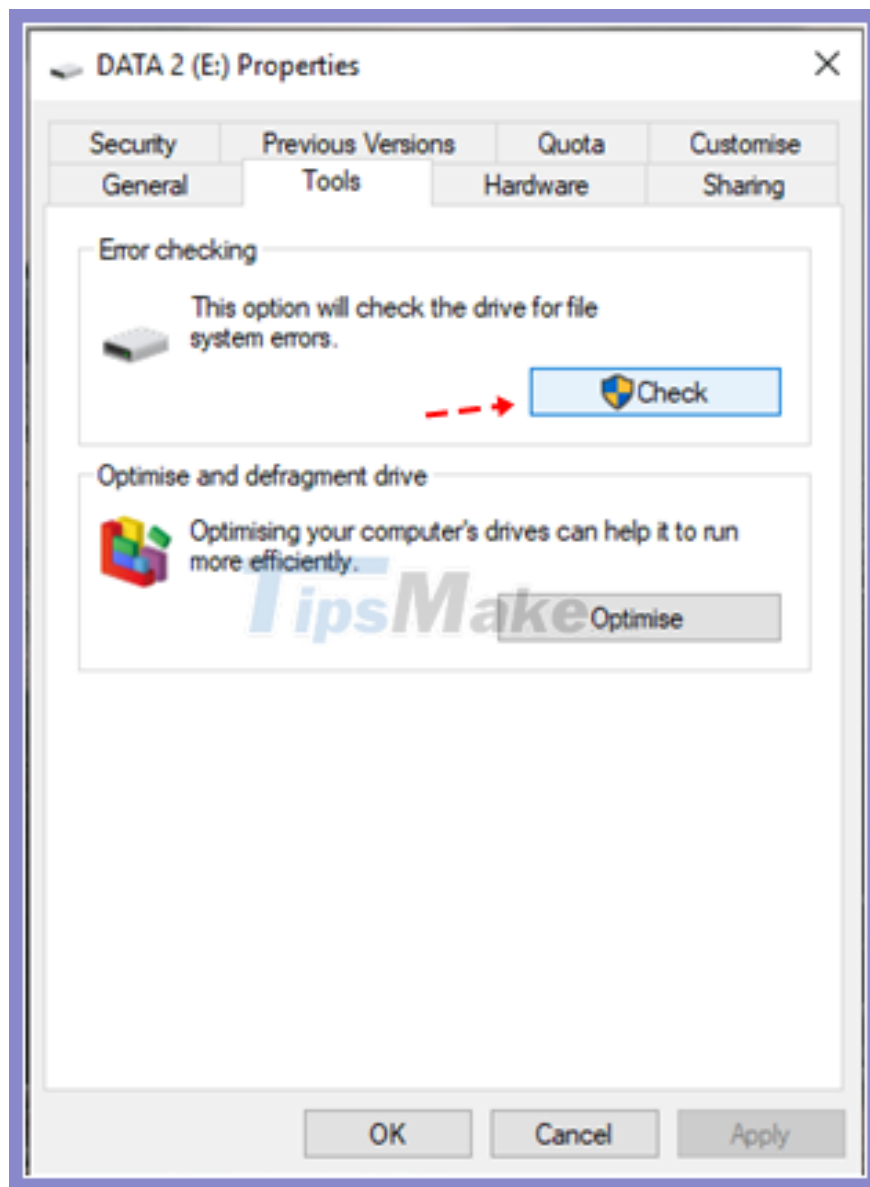 DATA 2 (E:) Properties
Security Previous Versions Quota Customise
General Tools Hardware Sharing
Error checking
This option will check the drive for file
system errors.
Check
Optimise and defragment drive
Optimising your computer's drives can help it to run
more efficiently.
TipsMake
Optimise
OK Cancel Apply